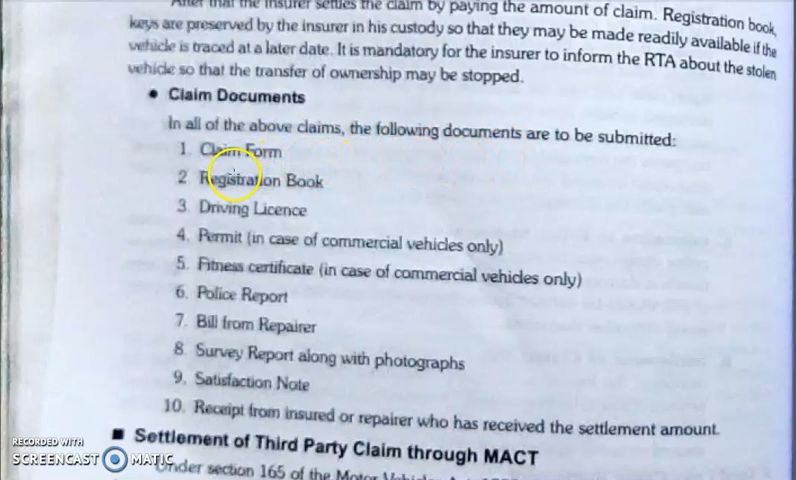 After that the insurer settles the claim by paying the amount of claim. Registration book,
keys are preserved by the insurer in his custody so that they may be made readily available if the
vehicle is traced at a later date. It is mandatory for the insurer to inform the RTA about the stolen
vehicle so that the transfer of ownership may be stopped.
• Claim Documents
In all of the above claims, the following documents are to be submitted:
1. Claim Form
2 Registration Book
3. Driving Licence
4. Permit (in case of commercial vehicles only)
5. Fitness certificate (in case of commercial vehicles only)
6. Police Report
7. Bill from Repairer
8. Survey Report along with photographs
9. Satisfaction Note
10. Receipt from insured or repairer who has received the settlement amount.
■ Settlement of Third Party Claim through MACT
Under section 165 of the Motor Vehicles
RECORDED WITH
SCREENCAST MATIC